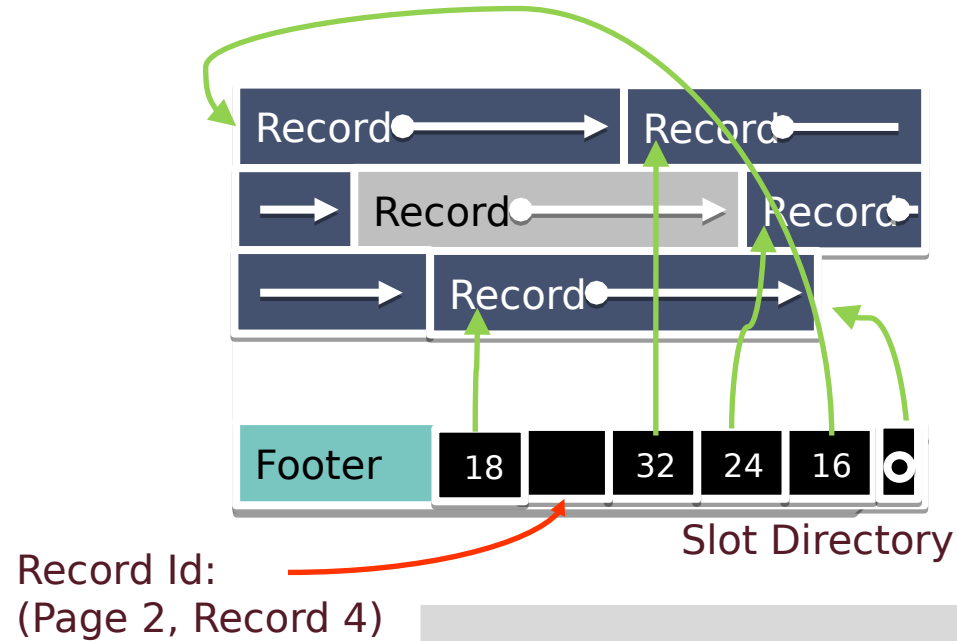 Record Record
Record Record
Record
Footer 18 32 24 16
Slot Directory
Record Id:
(Page 2, Record 4)